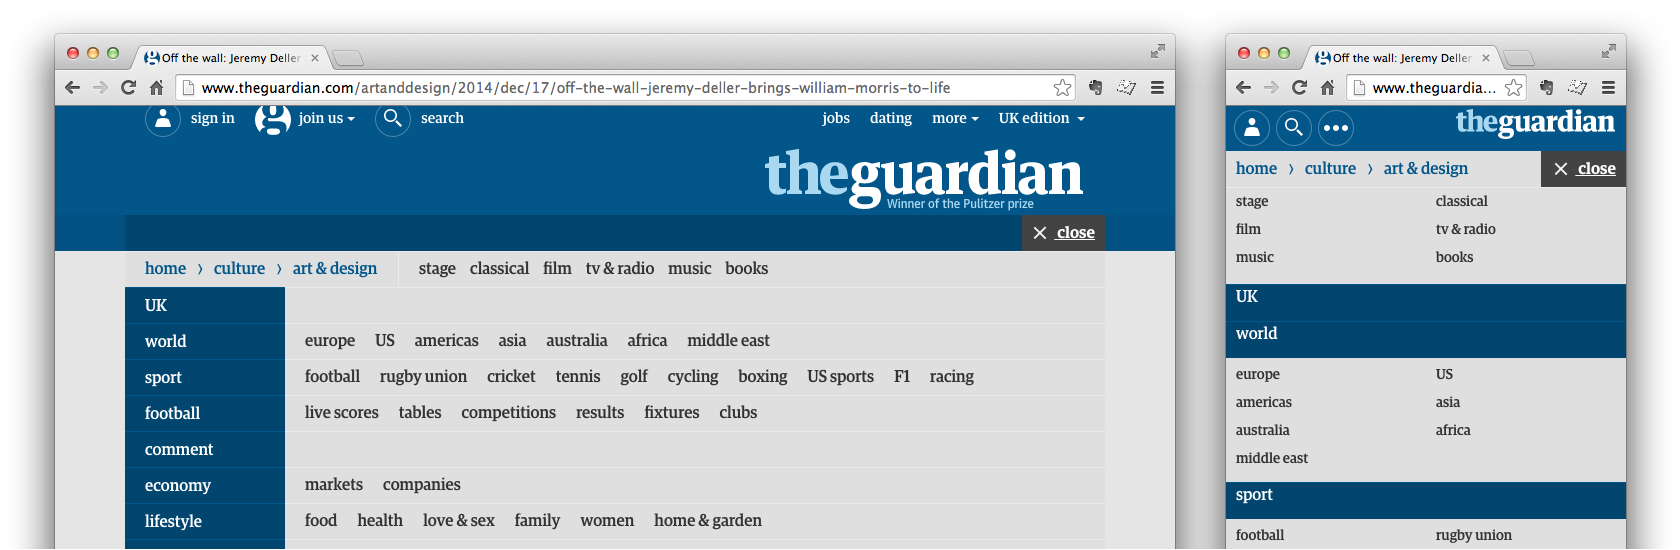 Off the wall: Jeremy Deller
www.theguardian.com/artanddesign/2014/dec/17/off-the-wall-jeremy-deller-brings-william-morris-to-life
sign in join us search jobs dating more UK edition
theguardian
Winner of the Pulitzer prize
close
home › culture › art & design stage classical film tv & radio music books
UK
world europe US americas asia australia africa middle east
sport football rugby union cricket tennis golf cycling boxing US sports F1 racing
football live scores tables competitions results fixtures clubs
comment
economy markets companies
lifestyle food health love & sex family women home & garden
Off the wall: Jeremy Deller
www.theguardia...
theguardian
home › culture › art & design close
stage classical
film tv & radio
music books
UK
world
europe US
americas asia
australia africa
middle east
sport
football rugby union